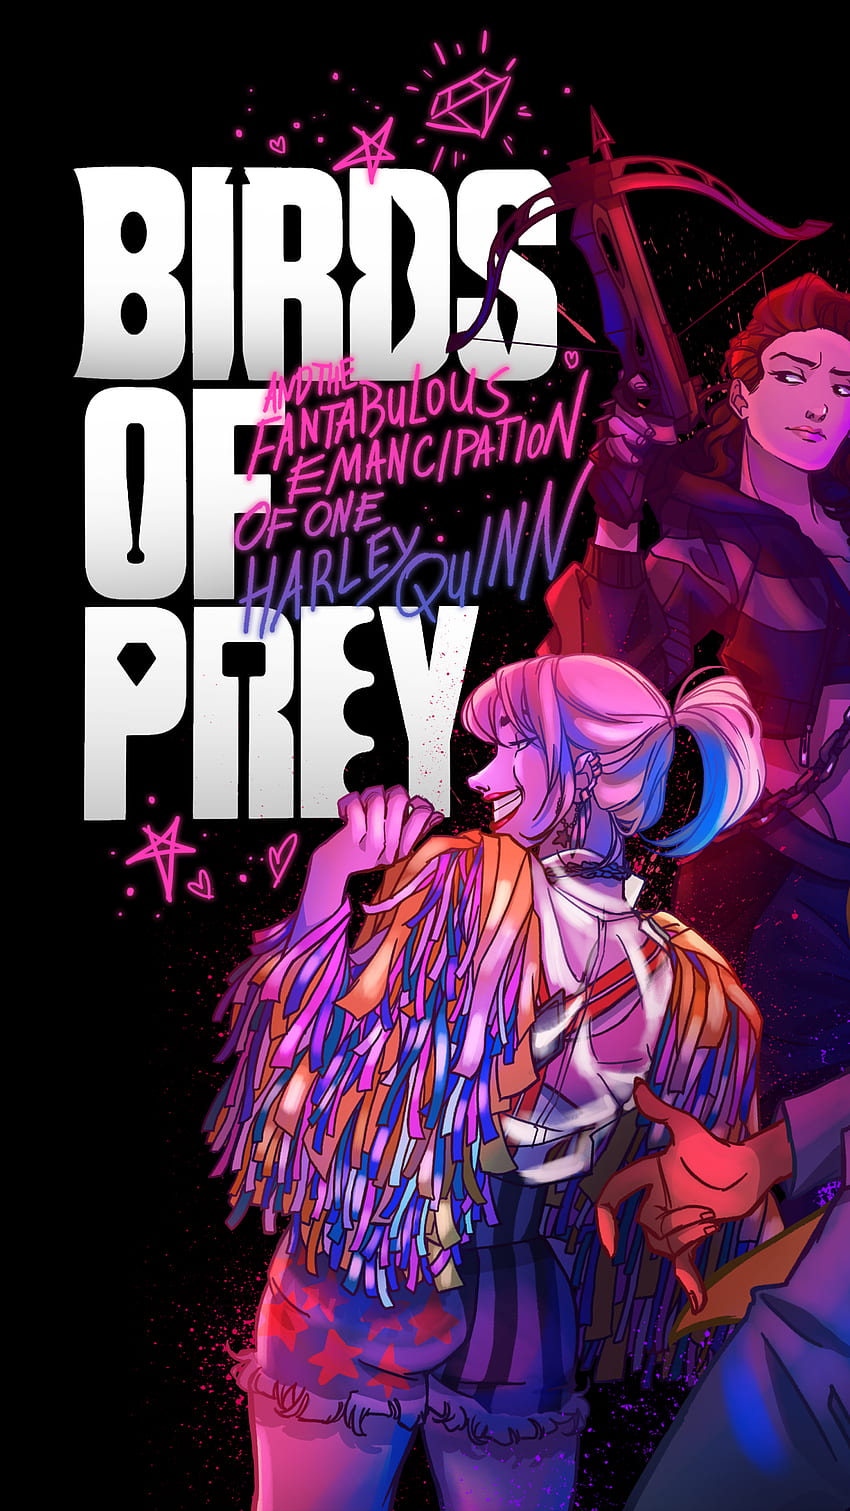 BIRDS
AND THE
FANTABULOUS
EMANCIPATION
OF
OF ONE
HARLEY QUINN
PREY